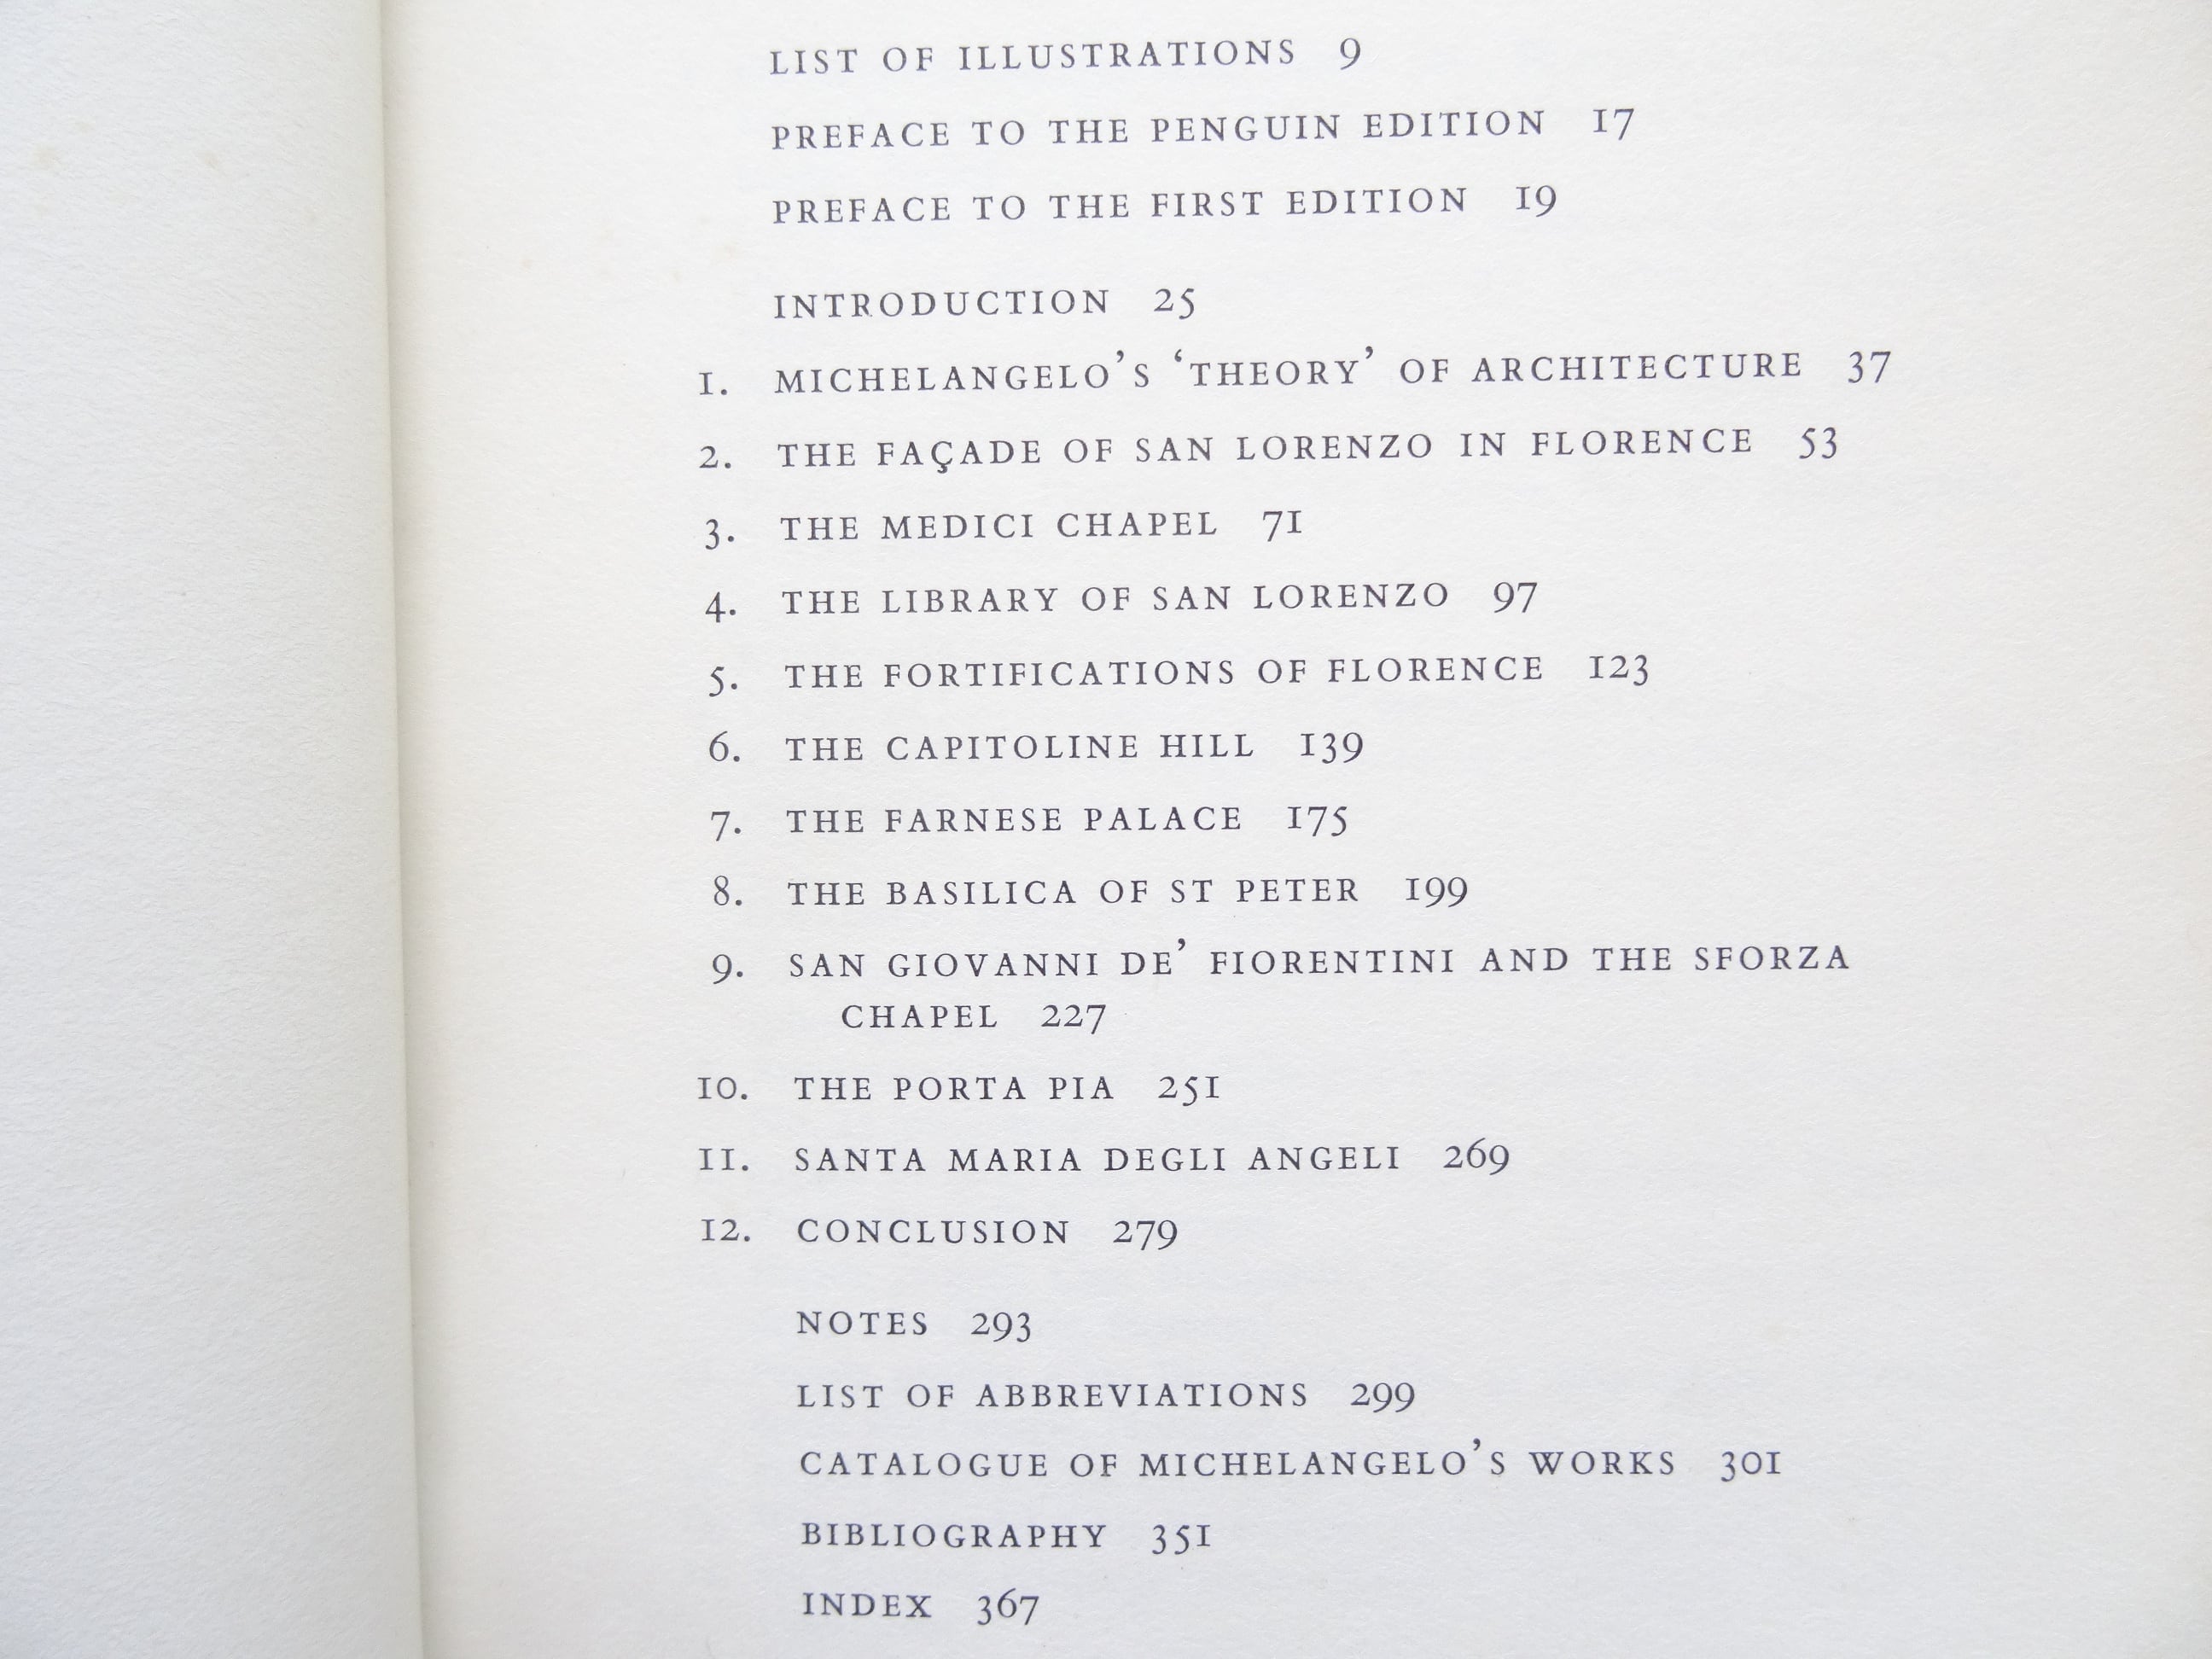 LIST OF ILLUSTRATIONS 9
PREFACE TO THE PENGUIN EDITION 17
PREFACE TO THE FIRST EDITION 19
INTRODUCTION 25
1. MICHELANGELO’S ‘THEORY’ OF ARCHITECTURE 37
2. THE FAÇADE OF SAN LORENZO IN FLORENCE 53
3. THE MEDICI CHAPEL 71
4. THE LIBRARY OF SAN LORENZO 97
5. THE FORTIFICATIONS OF FLORENCE 123
6. THE CAPITOLINE HILL 139
7. THE FARNESE PALACE 175
8. THE BASILICA OF ST PETER 199
9. SAN GIOVANNI DE’ FIORENTINI AND THE SFORZA
CHAPEL 227
10. THE PORTA PIA 251
11. SANTA MARIA DEGLI ANGELI 269
12. CONCLUSION 279
NOTES 293
LIST OF ABBREVIATIONS 299
CATALOGUE OF MICHELANGELO’S WORKS 301
BIBLIOGRAPHY 351
INDEX 367